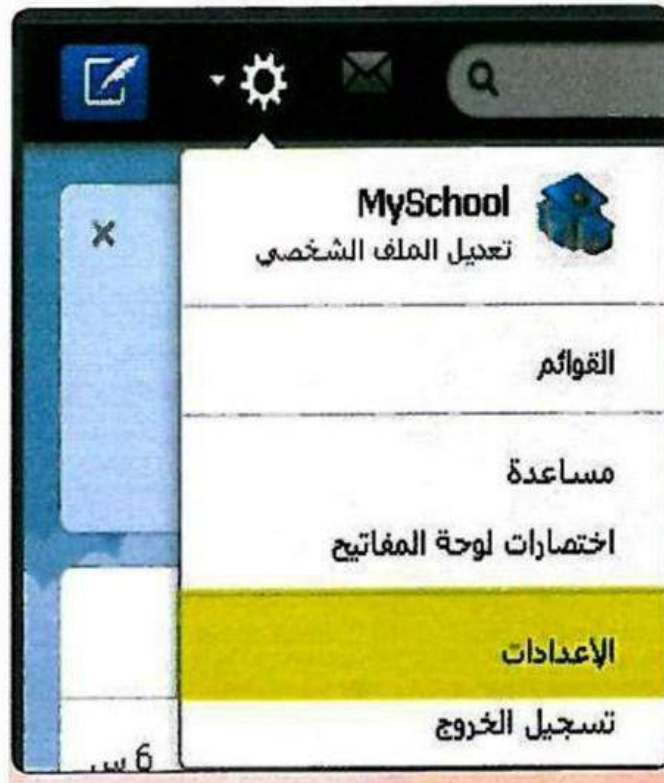 MySchool
تعديل الملف الشخصي
القوائم
مساعدة
اختصارات لوحة المفاتيح
الإعدادات
تسجيل الخروج
6 س